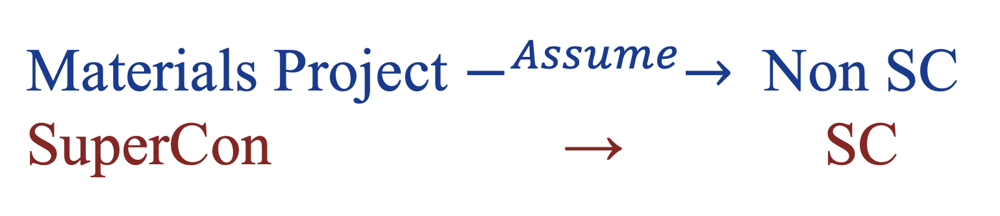 Materials Project —Assume→ Non SC
SuperCon → SC